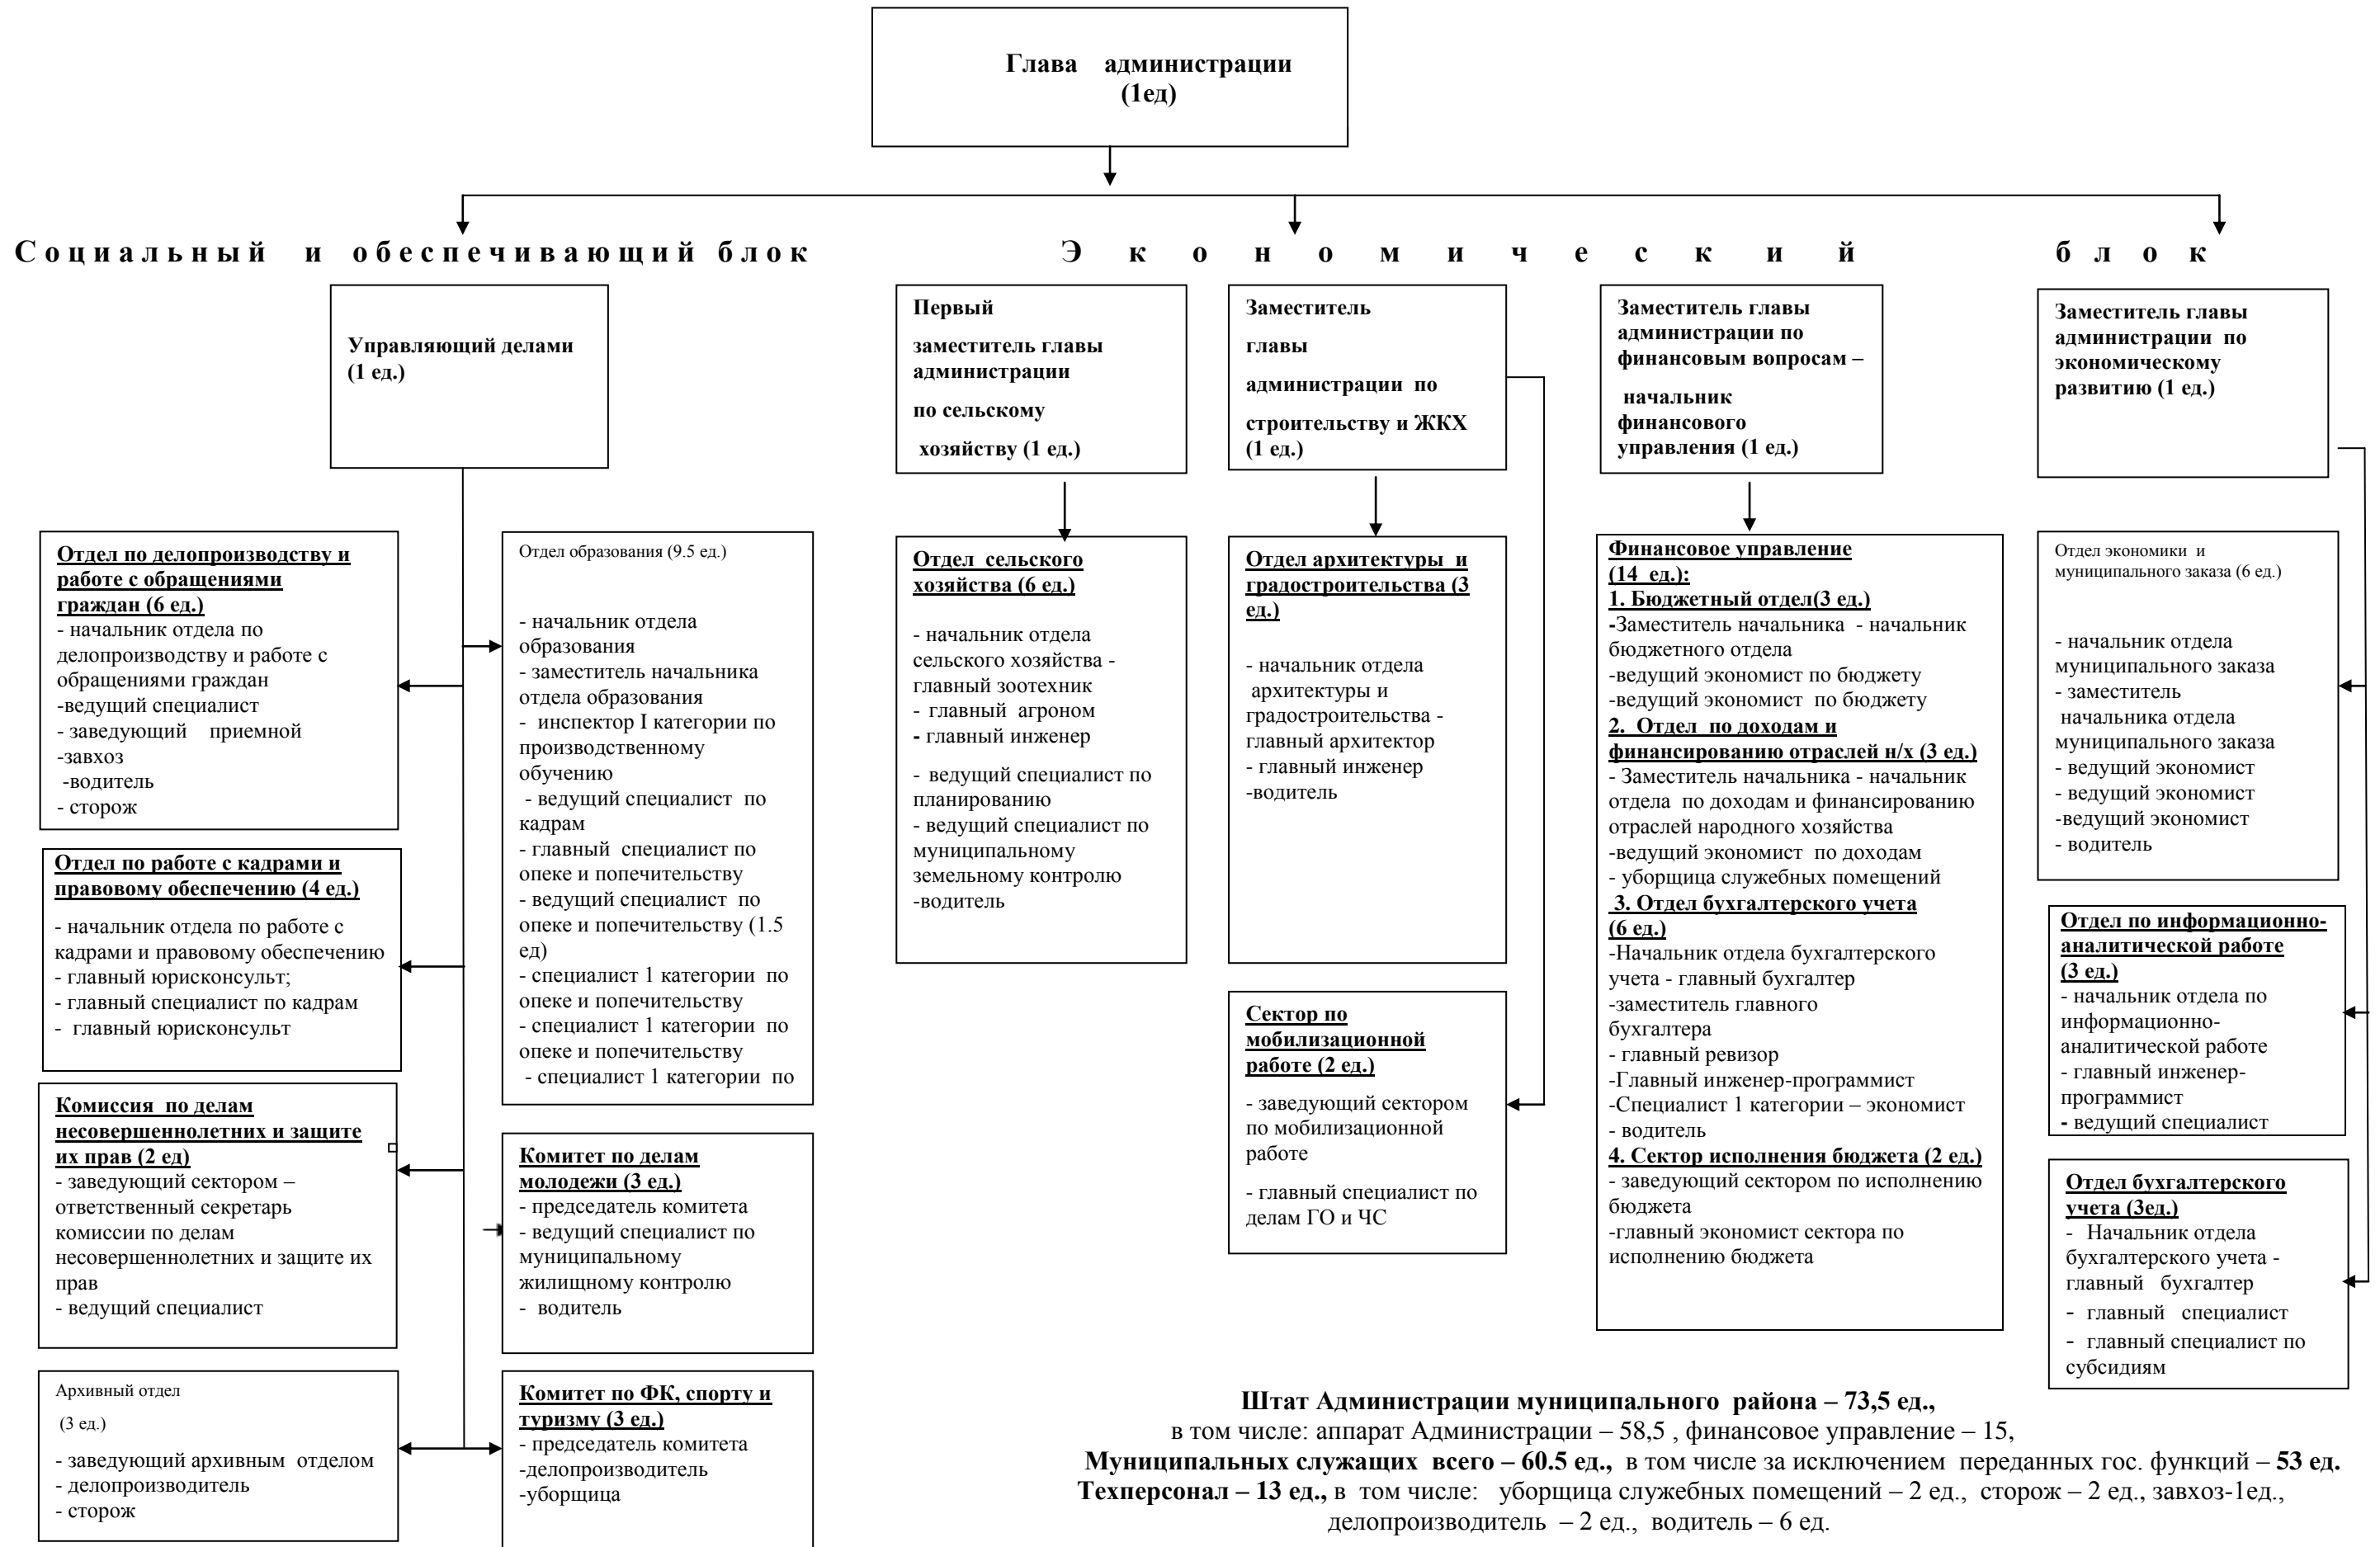 Глава администрации
(1ед)
Социальный и обеспечивающий блок
Экономический блок
Управляющий делами
(1 ед.)
Первый
заместитель главы
администрации
по сельскому
хозяйству (1 ед.)
Заместитель
главы
администрации по
строительству и ЖКХ
(1 ед.)
Заместитель главы
администрации по
финансовым вопросам –
начальник
финансового
управления (1 ед.)
Заместитель главы
администрации по
экономическому
развитию (1 ед.)
Отдел по делопроизводству и
работе с обращениями
граждан (6 ед.)
- начальник отдела по
делопроизводству и работе с
обращениями граждан
-ведущий специалист
- заведующий приемной
-завхоз
-водитель
- сторож
Отдел по работе с кадрами и
правовому обеспечению (4 ед.)
- начальник отдела по работе с
кадрами и правовому обеспечению
- главный юрисконсульт;
- главный специалист по кадрам
- главный юрисконсульт
Комиссия по делам
несовершеннолетних и защите
их прав (2 ед)
- заведующий сектором –
ответственный секретарь
комиссии по делам
несовершеннолетних и защите их
прав
- ведущий специалист
Архивный отдел
(3 ед.)
- заведующий архивным отделом
- делопроизводитель
- сторож
Отдел образования (9.5 ед.)
- начальник отдела
образования
- заместитель начальника
отдела образования
- инспектор I категории по
производственному
обучению
- ведущий специалист по
кадрам
- главный специалист по
опеке и попечительству
- ведущий специалист по
опеке и попечительству (1.5
ед)
- специалист 1 категории по
опеке и попечительству
- специалист 1 категории по
опеке и попечительству
- специалист 1 категории по
Комитет по делам
молодежи (3 ед.)
- председатель комитета
- ведущий специалист по
муниципальному
жилищному контролю
- водитель
Комитет по ФК, спорту и
туризму (3 ед.)
- председатель комитета
-делопроизводитель
-уборщица
Отдел сельского
хозяйства (6 ед.)
- начальник отдела
сельского хозяйства -
главный зоотехник
- главный агроном
- главный инженер
- ведущий специалист по
планированию
- ведущий специалист по
муниципальному
земельному контролю
-водитель
Отдел архитектуры и
градостроительства (3
ед.)
- начальник отдела
архитектуры и
градостроительства -
главный архитектор
- главный инженер
-водитель
Сектор по
мобилизационной
работе (2 ед.)
- заведующий сектором
по мобилизационной
работе
- главный специалист по
делам ГО и ЧС
Финансовое управление
(14 ед.):
1. Бюджетный отдел(3 ед.)
-Заместитель начальника - начальник
бюджетного отдела
-ведущий экономист по бюджету
-ведущий экономист по бюджету
2. Отдел по доходам и
финансированию отраслей н/х (3 ед.)
- Заместитель начальника - начальник
отдела по доходам и финансированию
отраслей народного хозяйства
-ведущий экономист по доходам
- уборщица служебных помещений
3. Отдел бухгалтерского учета
(6 ед.)
-Начальник отдела бухгалтерского
учета - главный бухгалтер
-заместитель главного
бухгалтера
- главный ревизор
-Главный инженер-программист
-Специалист 1 категории – экономист
- водитель
4. Сектор исполнения бюджета (2 ед.)
- заведующий сектором по исполнению
бюджета
-главный экономист сектора по
исполнению бюджета
Отдел экономики и
муниципального заказа (6 ед.)
- начальник отдела
муниципального заказа
- заместитель
начальника отдела
муниципального заказа
- ведущий экономист
- ведущий экономист
-ведущий экономист
- водитель
Отдел по информационно-
аналитической работе
(3 ед.)
- начальник отдела по
информационно-
аналитической работе
- главный инженер-
программист
- ведущий специалист
Отдел бухгалтерского
учета (3ед.)
- Начальник отдела
бухгалтерского учета -
главный бухгалтер
- главный специалист
- главный специалист по
субсидиям
Штат Администрации муниципального района – 73,5 ед.,
в том числе: аппарат Администрации – 58,5 , финансовое управление – 15,
Муниципальных служащих всего – 60.5 ед., в том числе за исключением переданных гос. функций – 53 ед.
Техперсонал – 13 ед., в том числе: уборщица служебных помещений – 2 ед., сторож – 2 ед., завхоз-1ед.,
делопроизводитель – 2 ед., водитель – 6 ед.